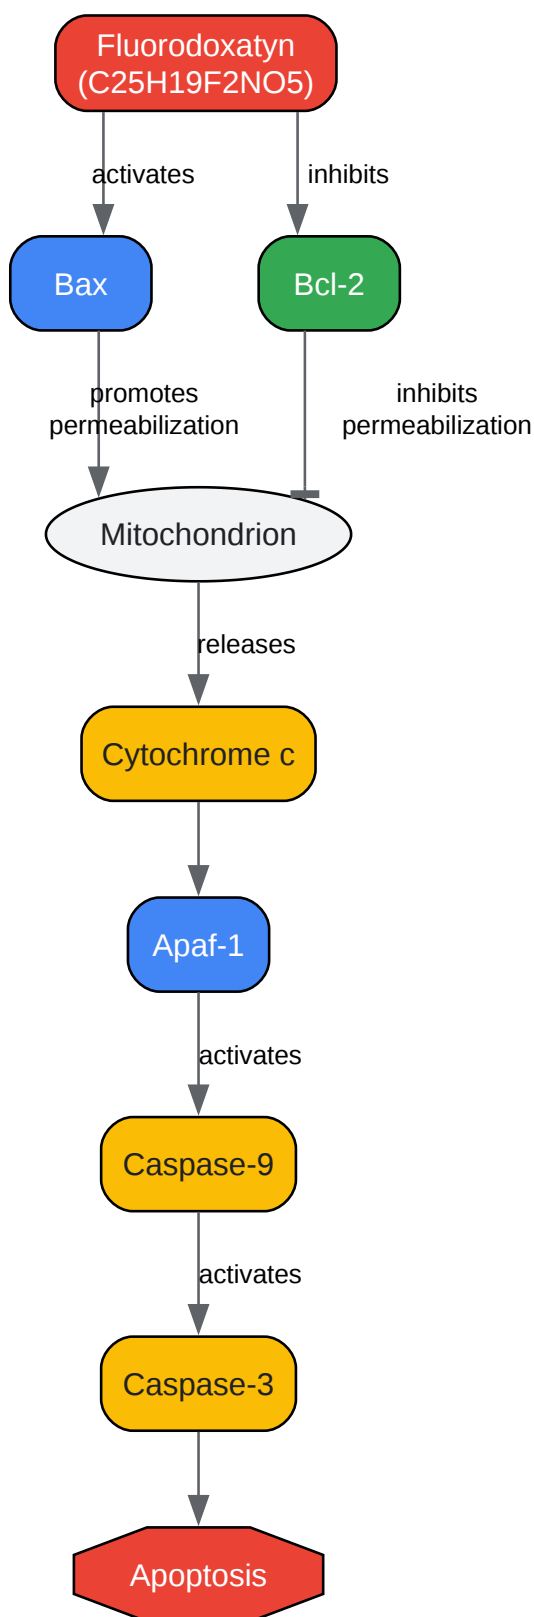 Fluorodoxatyn
(C25H19F2NO5)
activates
inhibits
Bax
Bcl-2
promotes
permeabilization
inhibits
permeabilization
Mitochondrion
releases
Cytochrome c
Apaf-1
activates
Caspase-9
activates
Caspase-3
Apoptosis